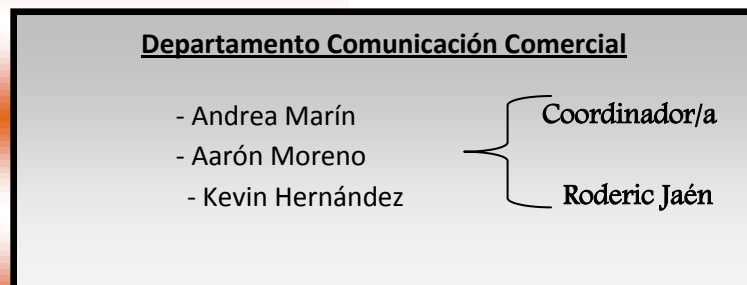 Departamento Comunicación Comercial
- Andrea Marín
- Aarón Moreno
- Kevin Hernández
Coordinador/a
Roderic Jaén